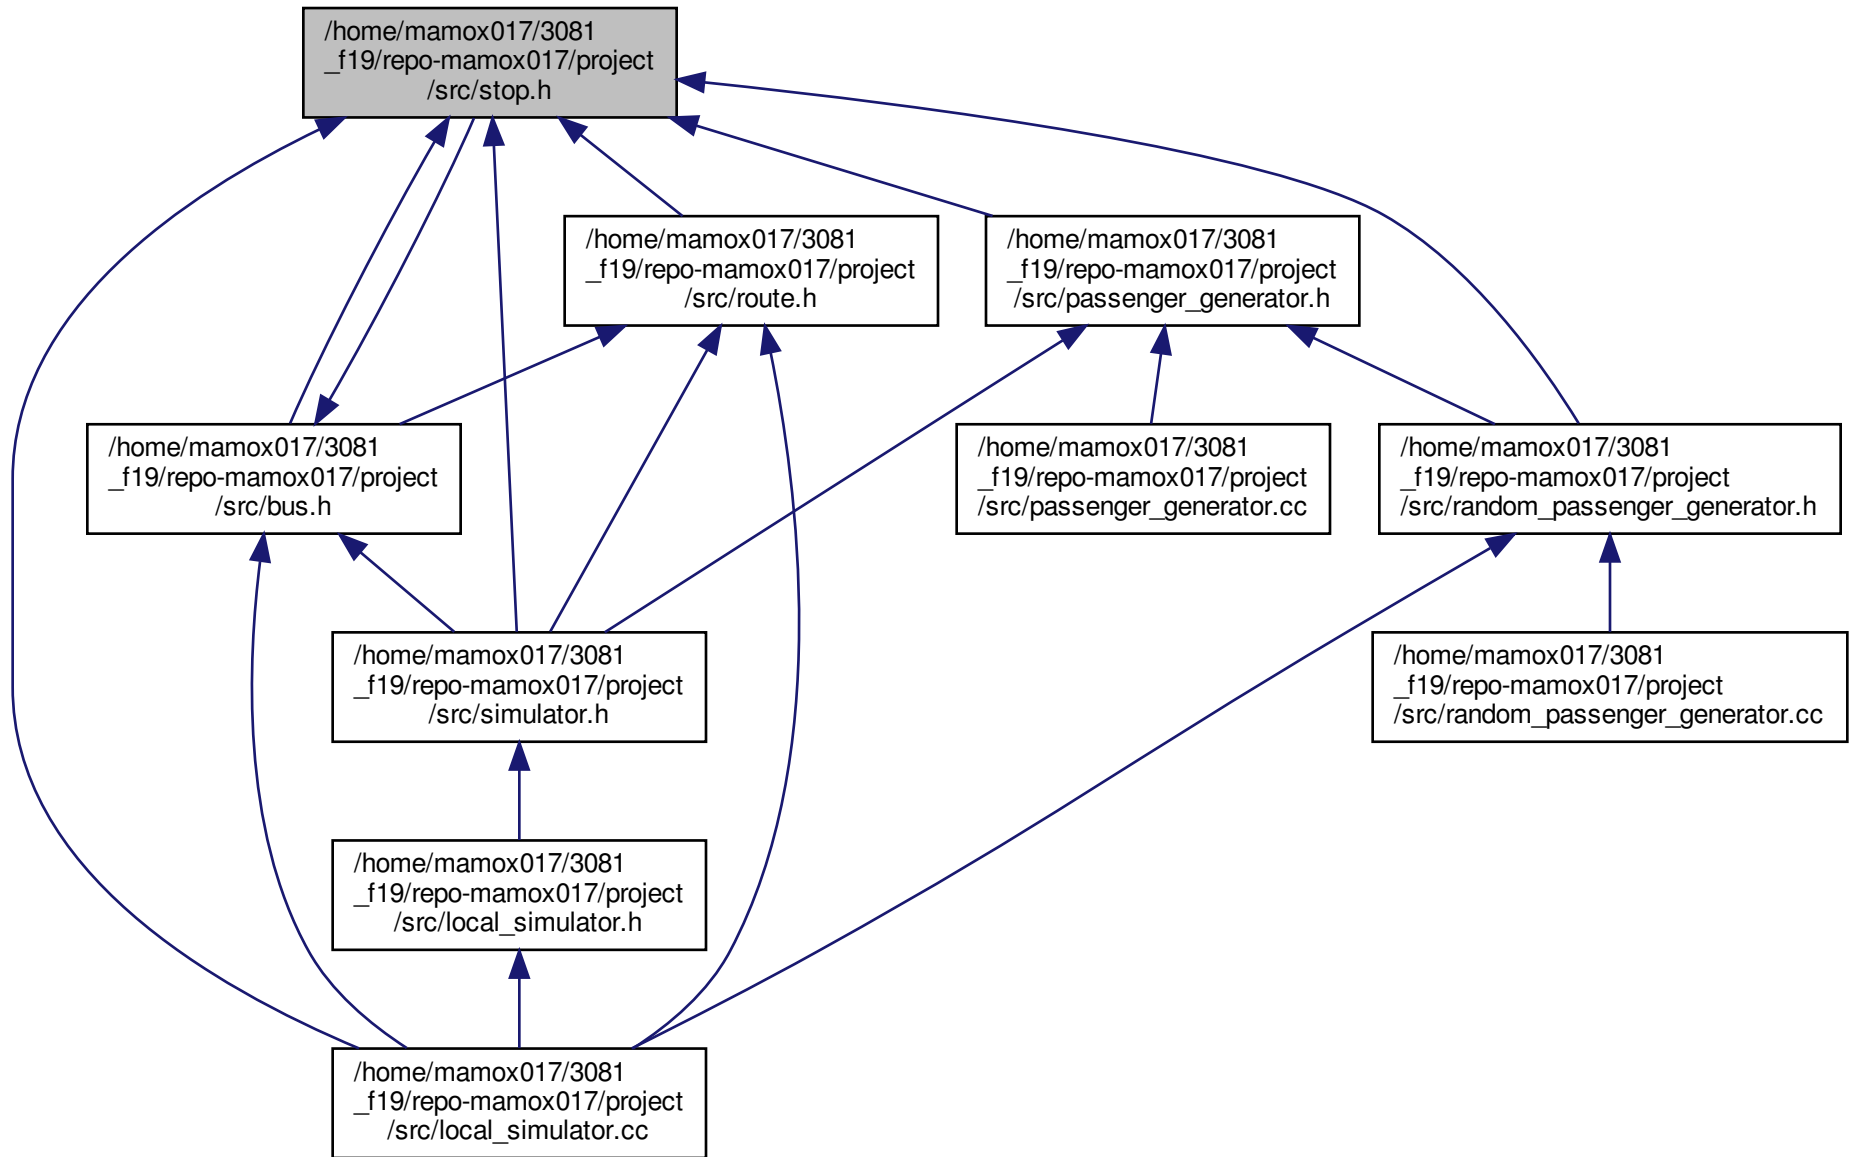 /home/mamox017/3081
_f19/repo-mamox017/project
/src/stop.h
/home/mamox017/3081
_f19/repo-mamox017/project
/src/route.h
/home/mamox017/3081
_f19/repo-mamox017/project
/src/passenger_generator.h
/home/mamox017/3081
_f19/repo-mamox017/project
/src/bus.h
/home/mamox017/3081
_f19/repo-mamox017/project
/src/passenger_generator.cc
/home/mamox017/3081
_f19/repo-mamox017/project
/src/random_passenger_generator.h
/home/mamox017/3081
_f19/repo-mamox017/project
/src/simulator.h
/home/mamox017/3081
_f19/repo-mamox017/project
/src/random_passenger_generator.cc
/home/mamox017/3081
_f19/repo-mamox017/project
/src/local_simulator.h
/home/mamox017/3081
_f19/repo-mamox017/project
/src/local_simulator.cc